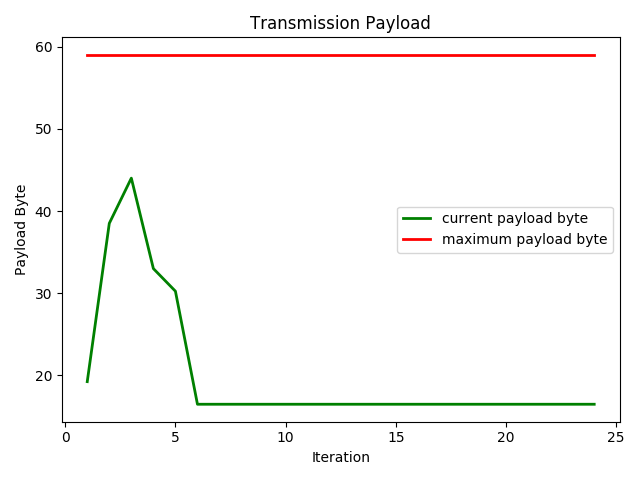 Transmission Payload
60
50
40
30
20
Payload Byte
current payload byte
maximum payload byte
0 5 10 15 20 25
Iteration